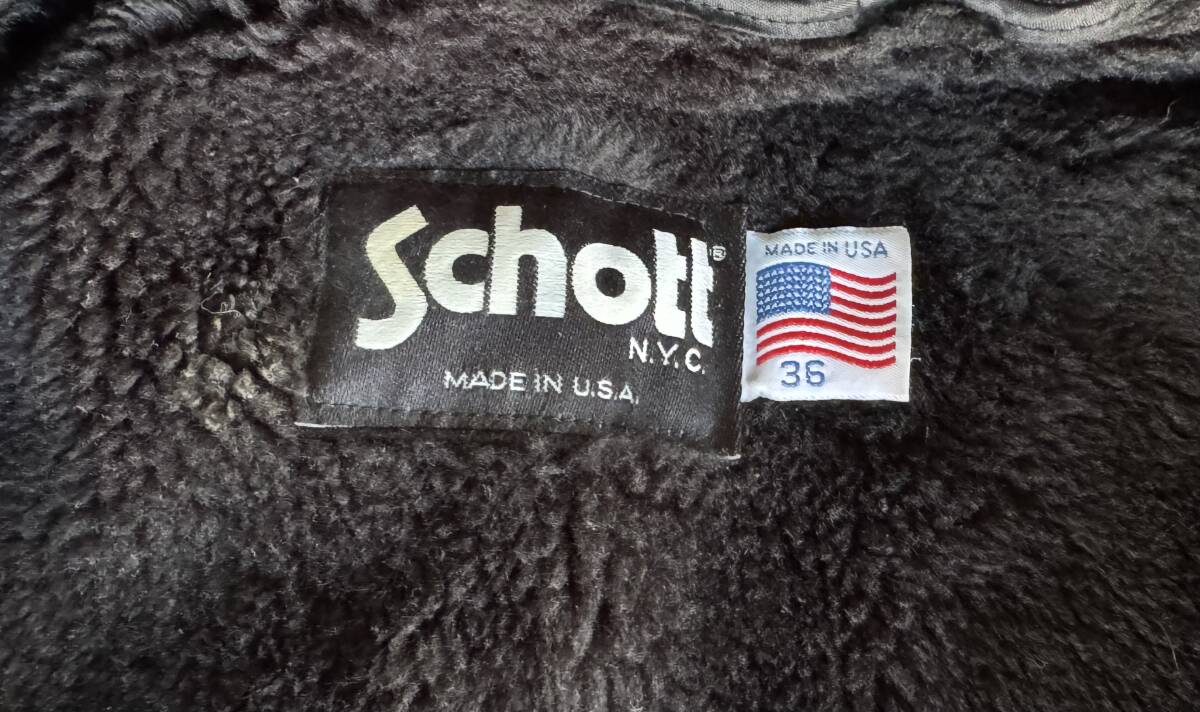 Schott®
N.Y.C.
MADE IN U.S.A.
MADE IN USA
36